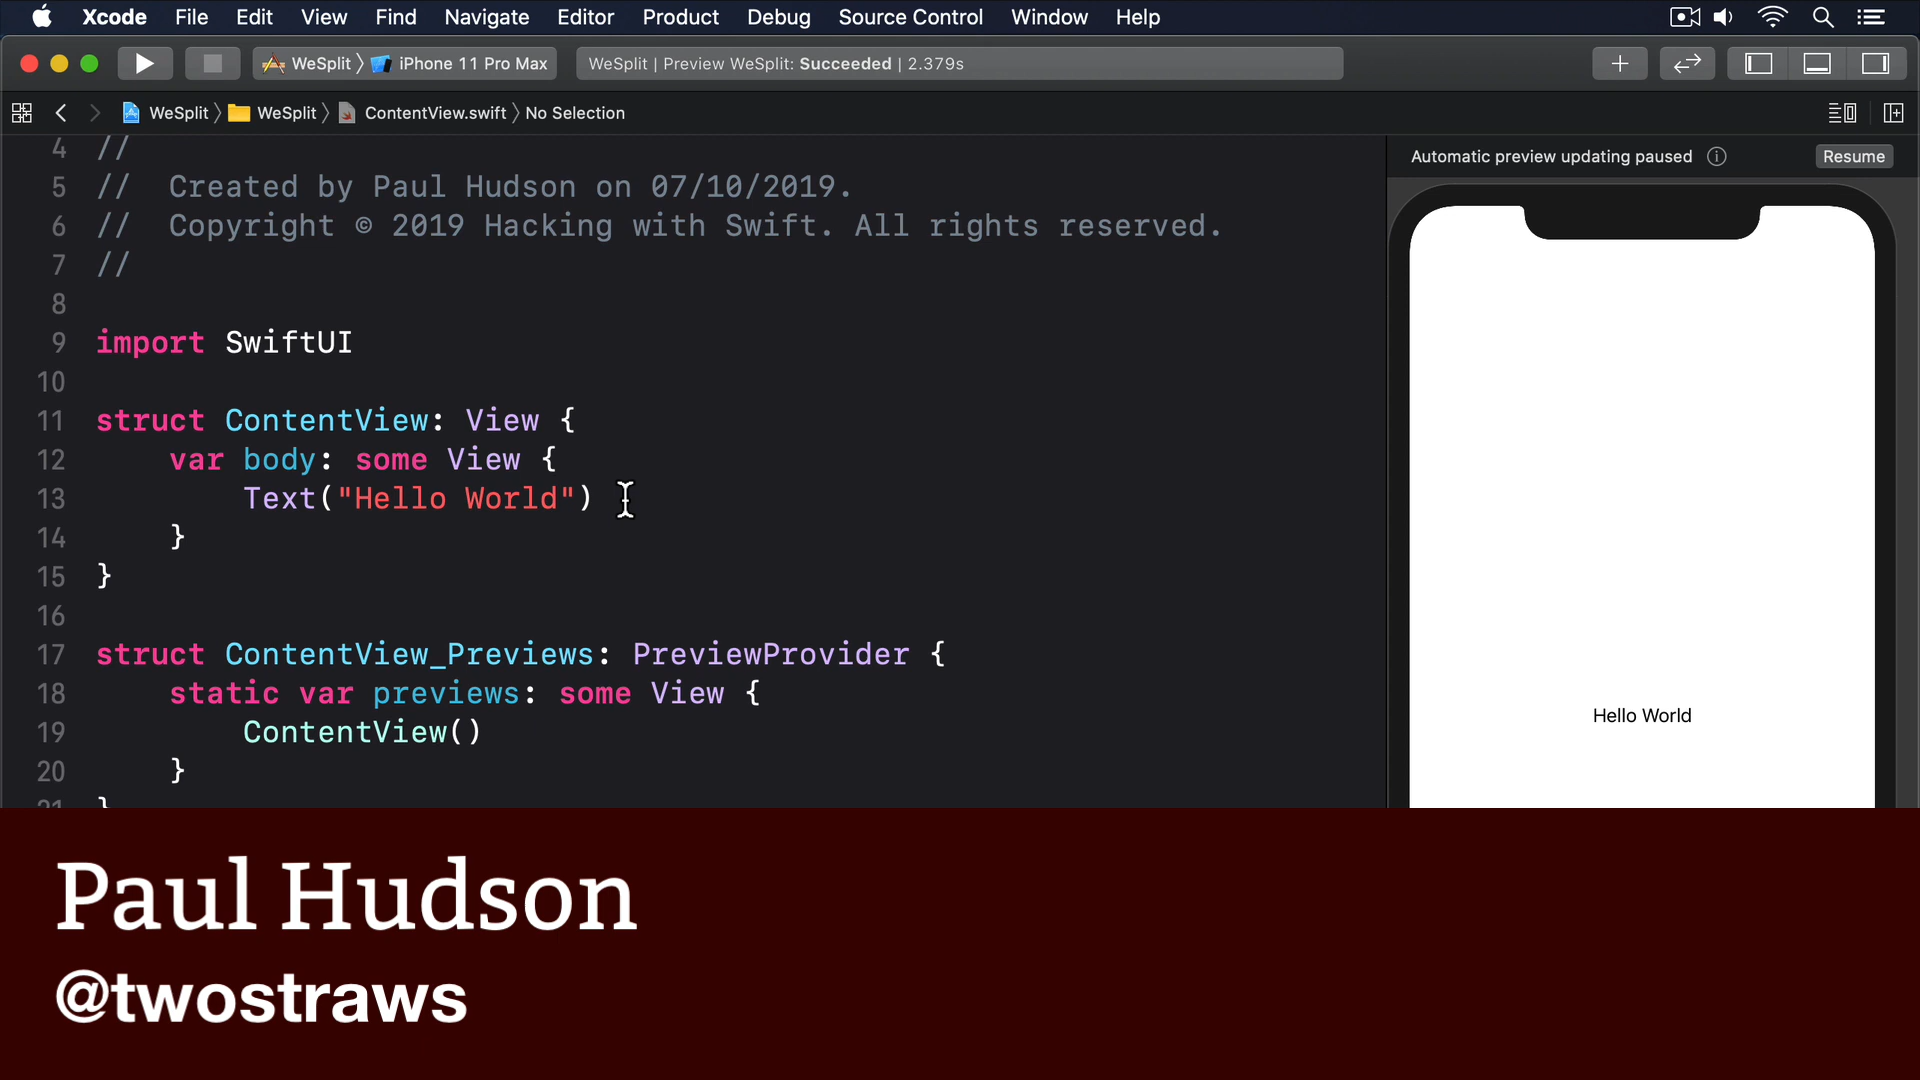 Xcode File Edit View Find Navigate Editor Product Debug Source Control Window Help
WeSplit iPhone 11 Pro Max WeSplit | Preview WeSplit: Succeeded | 2.379s
WeSplit WeSplit ContentView.swift No Selection
Automatic preview updating paused Resume
4 //
5 //  Created by Paul Hudson on 07/10/2019.
6 //  Copyright © 2019 Hacking with Swift. All rights reserved.
7 //
8
9 import SwiftUI
10
11 struct ContentView: View {
12     var body: some View {
13         Text("Hello World")
14     }
15 }
16
17 struct ContentView_Previews: PreviewProvider {
18     static var previews: some View {
19         ContentView()
20     }
21 }
Hello World
Paul Hudson
@twostraws